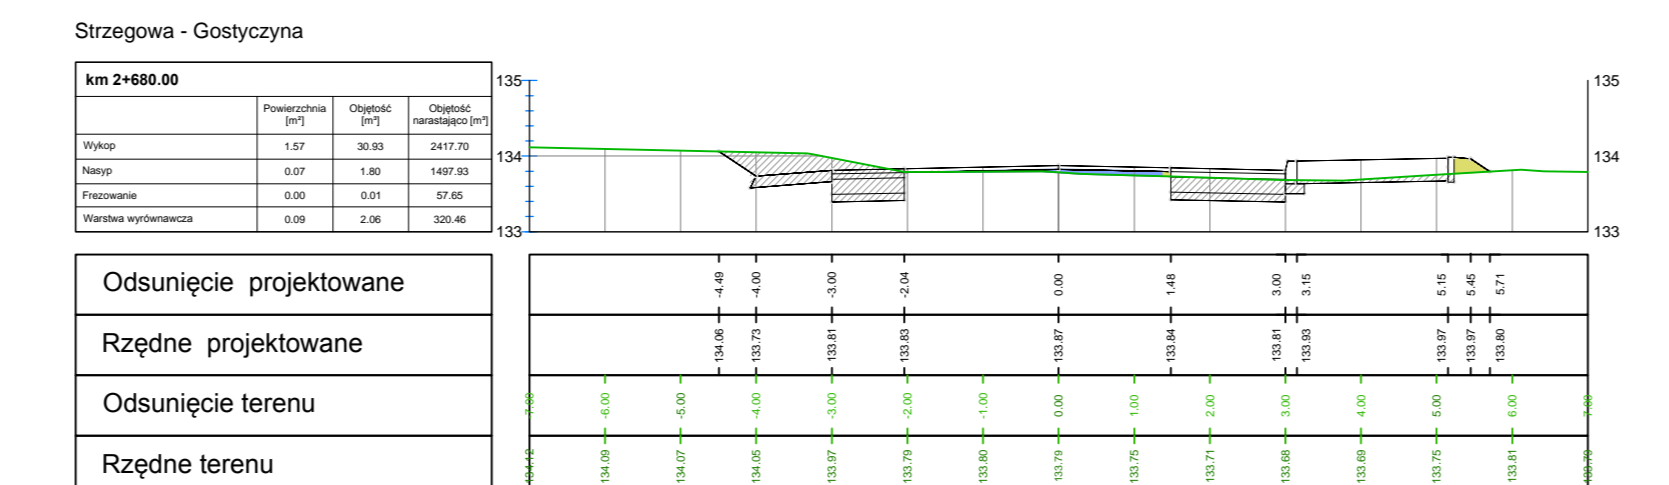 Strzegowa - Gostyczyna
km 2+680.00
Powierzchnia [m²] Objętość [m³] Objętość narastająco [m³]
Wykop 1.57 30.93 2417.70
Nasyp 0.07 1.80 1497.93
Frezowanie 0.00 0.01 57.65
Warstwa wyrównawcza 0.09 2.06 320.46
135 135
134 134
133 133
Odsunięcie projektowane -4.49 -4.00 -3.00 -2.04 0.00 1.48 3.00 3.15 5.15 5.45 5.71
Rzędne projektowane 134.06 133.73 133.81 133.83 133.87 133.84 133.81 133.93 133.97 133.97 133.80
Odsunięcie terenu -7.00 -6.00 -5.00 -4.00 -3.00 -2.00 -1.00 0.00 1.00 2.00 3.00 4.00 5.00 6.00 7.00
Rzędne terenu 134.12 134.09 134.07 134.05 133.97 133.79 133.80 133.79 133.75 133.71 133.68 133.69 133.75 133.81 133.79